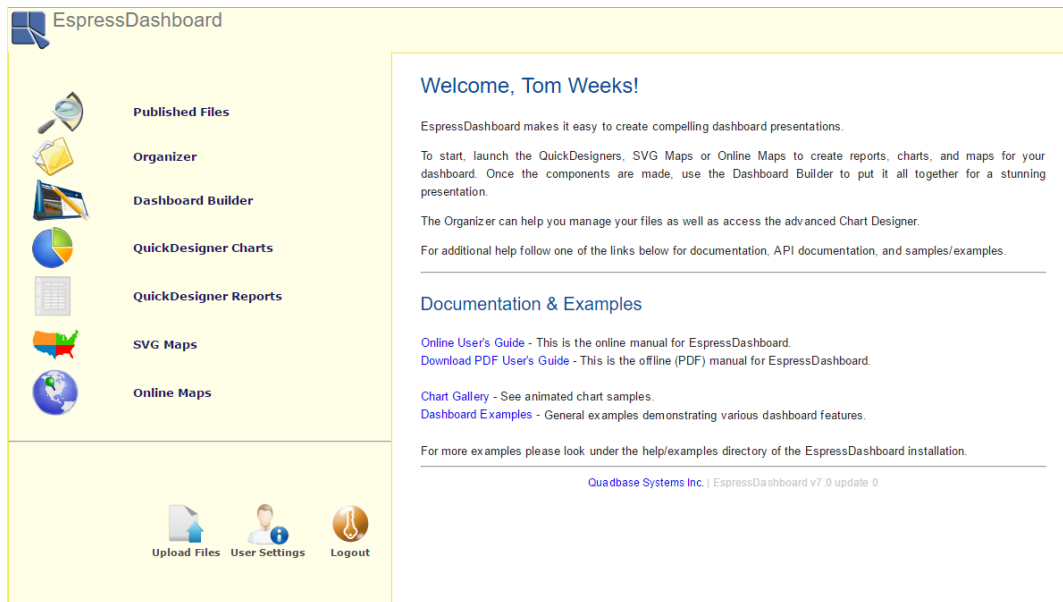 EspressDashboard
Published Files
Organizer
Dashboard Builder
QuickDesigner Charts
QuickDesigner Reports
SVG Maps
Online Maps
Upload Files
User Settings
Logout
Welcome, Tom Weeks!
EspressDashboard makes it easy to create compelling dashboard presentations.
To start, launch the QuickDesigners, SVG Maps or Online Maps to create reports, charts, and maps for your
dashboard. Once the components are made, use the Dashboard Builder to put it all together for a stunning
presentation.
The Organizer can help you manage your files as well as access the advanced Chart Designer.
For additional help follow one of the links below for documentation, API documentation, and samples/examples.
Documentation & Examples
Online User's Guide - This is the online manual for EspressDashboard.
Download PDF User's Guide - This is the offline (PDF) manual for EspressDashboard.
Chart Gallery - See animated chart samples.
Dashboard Examples - General examples demonstrating various dashboard features.
For more examples please look under the help/examples directory of the EspressDashboard installation.
Quadbase Systems Inc. | EspressDashboard v7.0 update 0